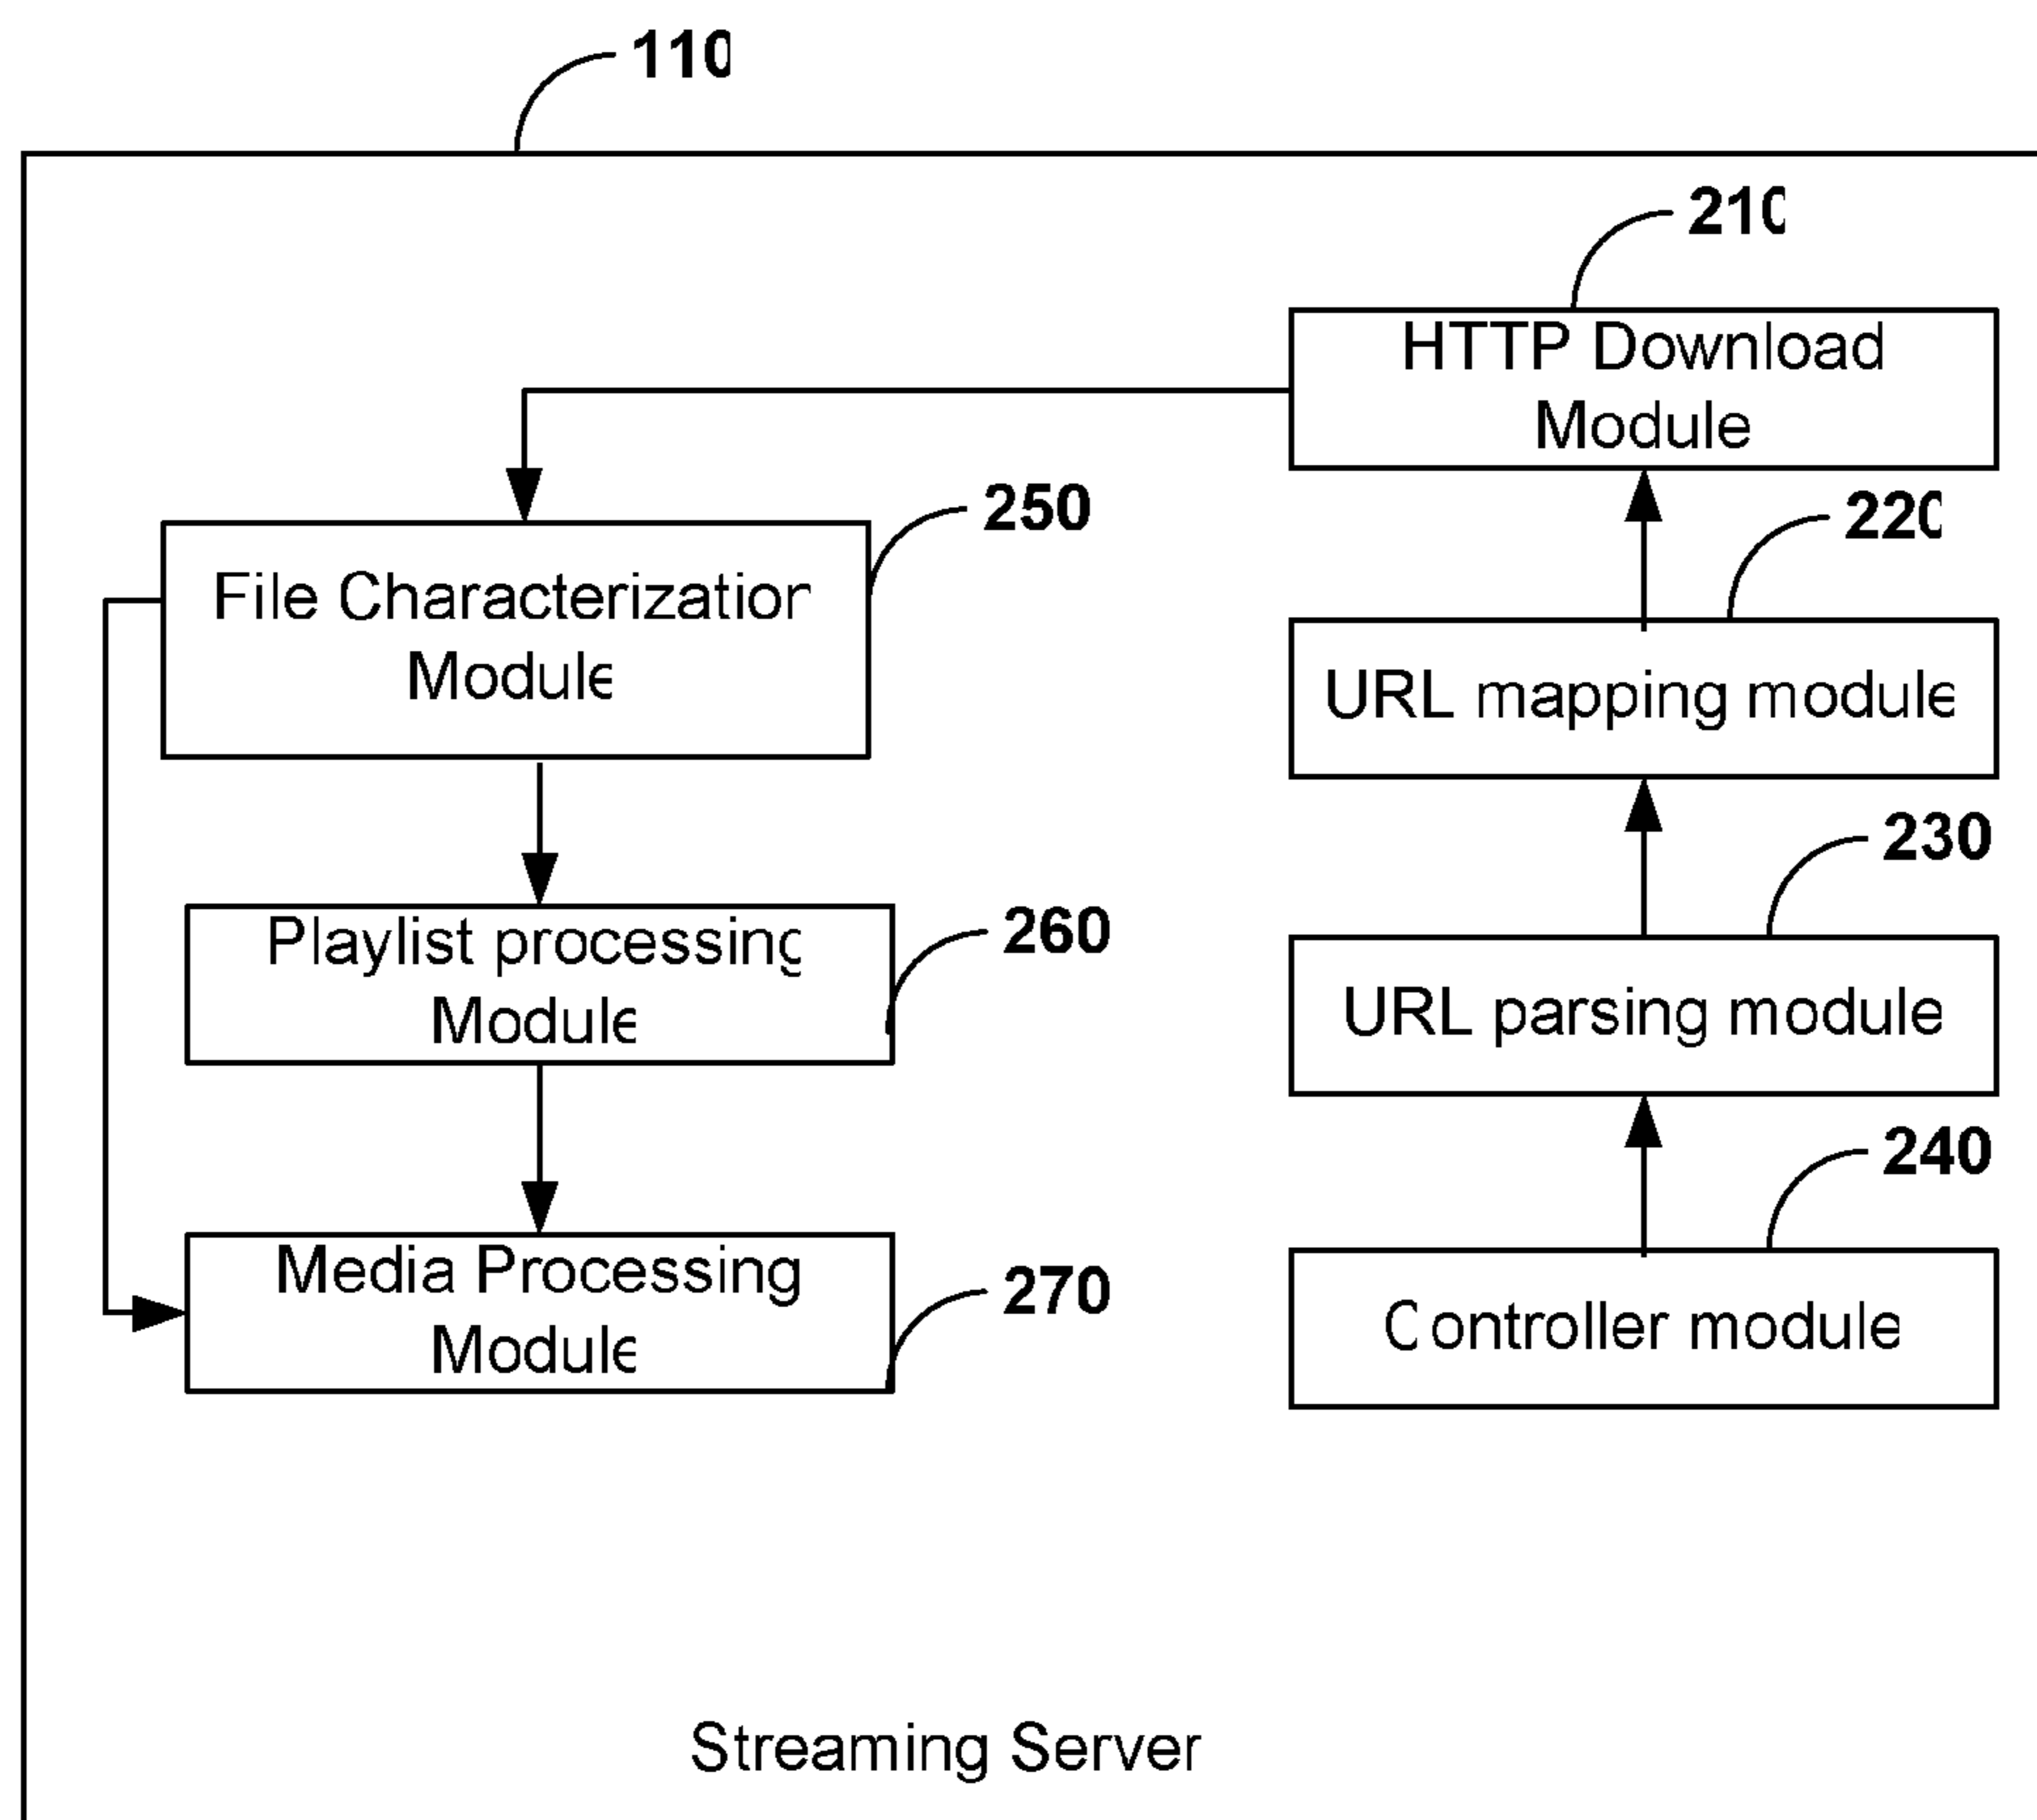 110
210
HTTP Download
Module
250
220
File Characterization
Module
URL mapping module
230
260
Playlist processing
Module
URL parsing module
240
270
Media Processing
Module
Controller module
Streaming Server